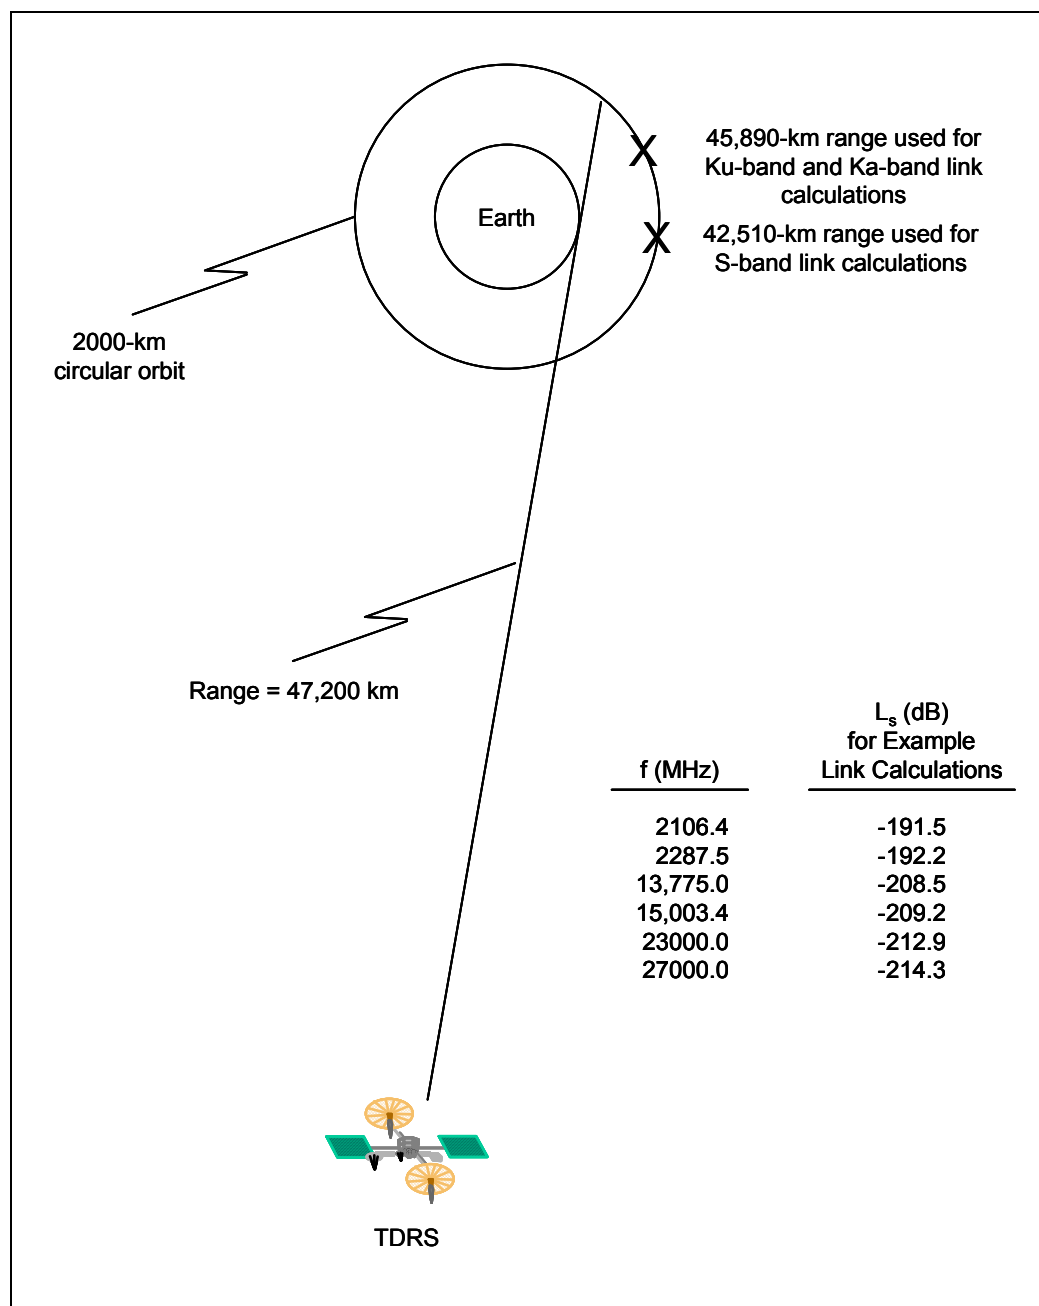 45,890-km range used for
Ku-band and Ka-band link
calculations
Earth
42,510-km range used for
S-band link calculations
2000-km
circular orbit
Range = 47,200 km
Ls (dB)
for Example
f (MHz) Link Calculations
2106.4 -191.5
2287.5 -192.2
13,775.0 -208.5
15,003.4 -209.2
23000.0 -212.9
27000.0 -214.3
TDRS